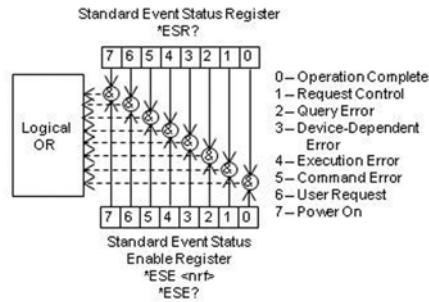 Standard Event Status Register
*ESR?
7 6 5 4 3 2 1 0
& & & & & & & &
Logical
OR
0 – Operation Complete
1 – Request Control
2 – Query Error
3 – Device-Dependent
Error
4 – Execution Error
5 – Command Error
6 – User Request
7 – Power On
7 6 5 4 3 2 1 0
Standard Event Status
Enable Register
*ESE <nrf>
*ESE?